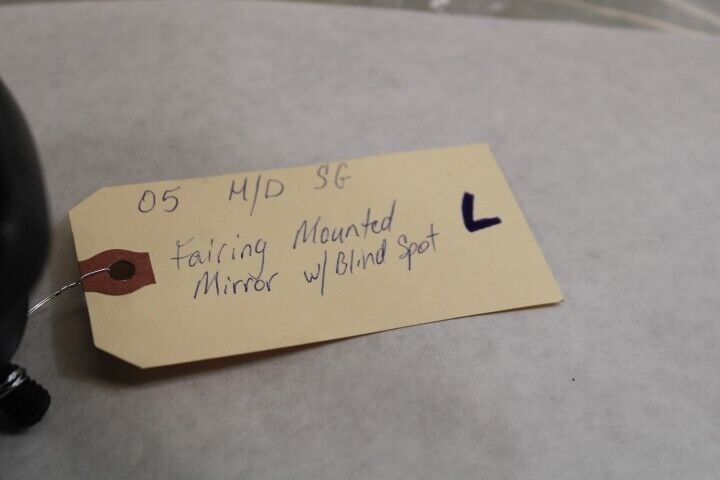 05 M/D SG
Fairing Mounted
Mirror w/ Blind Spot
L